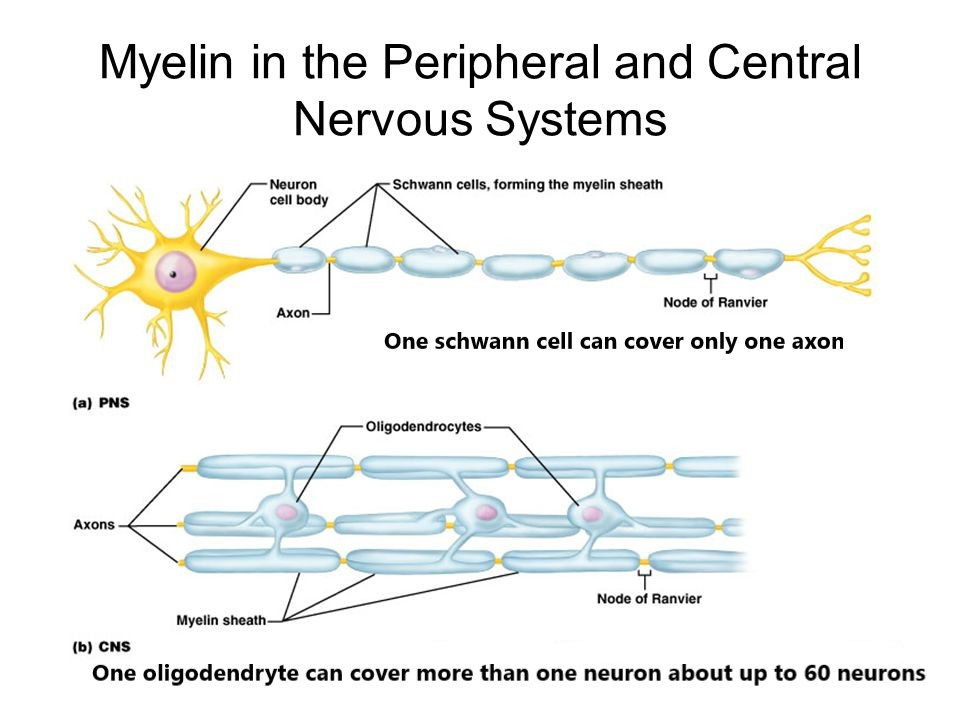 Myelin in the Peripheral and Central
Nervous Systems
Neuron
cell body
Schwann cells, forming the myelin sheath
Axon
Node of Ranvier
One schwann cell can cover only one axon
(a) PNS
Oligodendrocytes
Axons
Node of Ranvier
Myelin sheath
(b) CNS
One oligodendryte can cover more than one neuron about up to 60 neurons